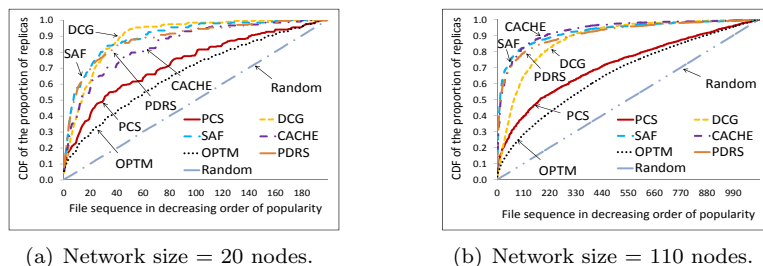 CDF of the proportion of replicas
1.0
0.9
0.8
0.7
0.6
0.5
0.4
0.3
0.2
0.1
0.0
DCG
SAF
CACHE
PDRS
Random
PCS
OPTM
PCS DCG
SAF CACHE
OPTM PDRS
Random
0 20 40 60 80 100 120 140 160 180
File sequence in decreasing order of popularity
(a) Network size = 20 nodes.
CDF of the proportion of replicas
1.0
0.9
0.8
0.7
0.6
0.5
0.4
0.3
0.2
0.1
0.0
CACHE
SAF
DCG
PDRS
Random
PCS
OPTM
PCS DCG
SAF CACHE
OPTM PDRS
Random
0 110 220 330 440 550 660 770 880 990
File sequence in decreasing order of popularity
(b) Network size = 110 nodes.